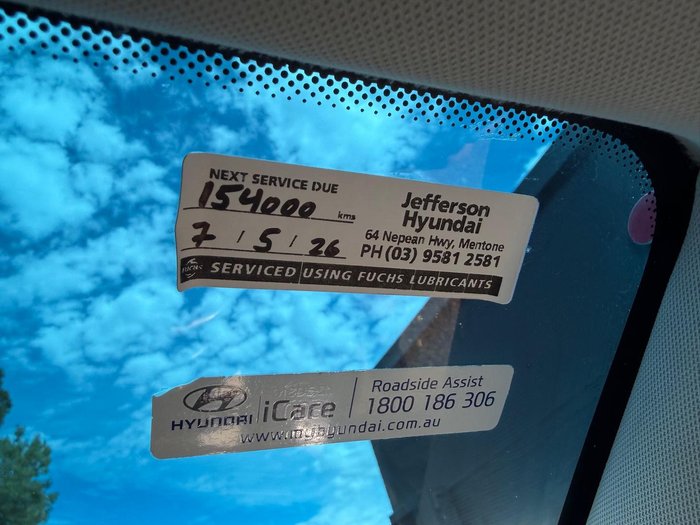 NEXT SERVICE DUE
154000 kms
7 / 5 / 26
Jefferson
Hyundai
64 Nepean Hwy, Mentone
PH (03) 9581 2581
FUCHS SERVICED USING FUCHS LUBRICANTS
HYUNDAI iCare
Roadside Assist
1800 186 306
www.myhyundai.com.au